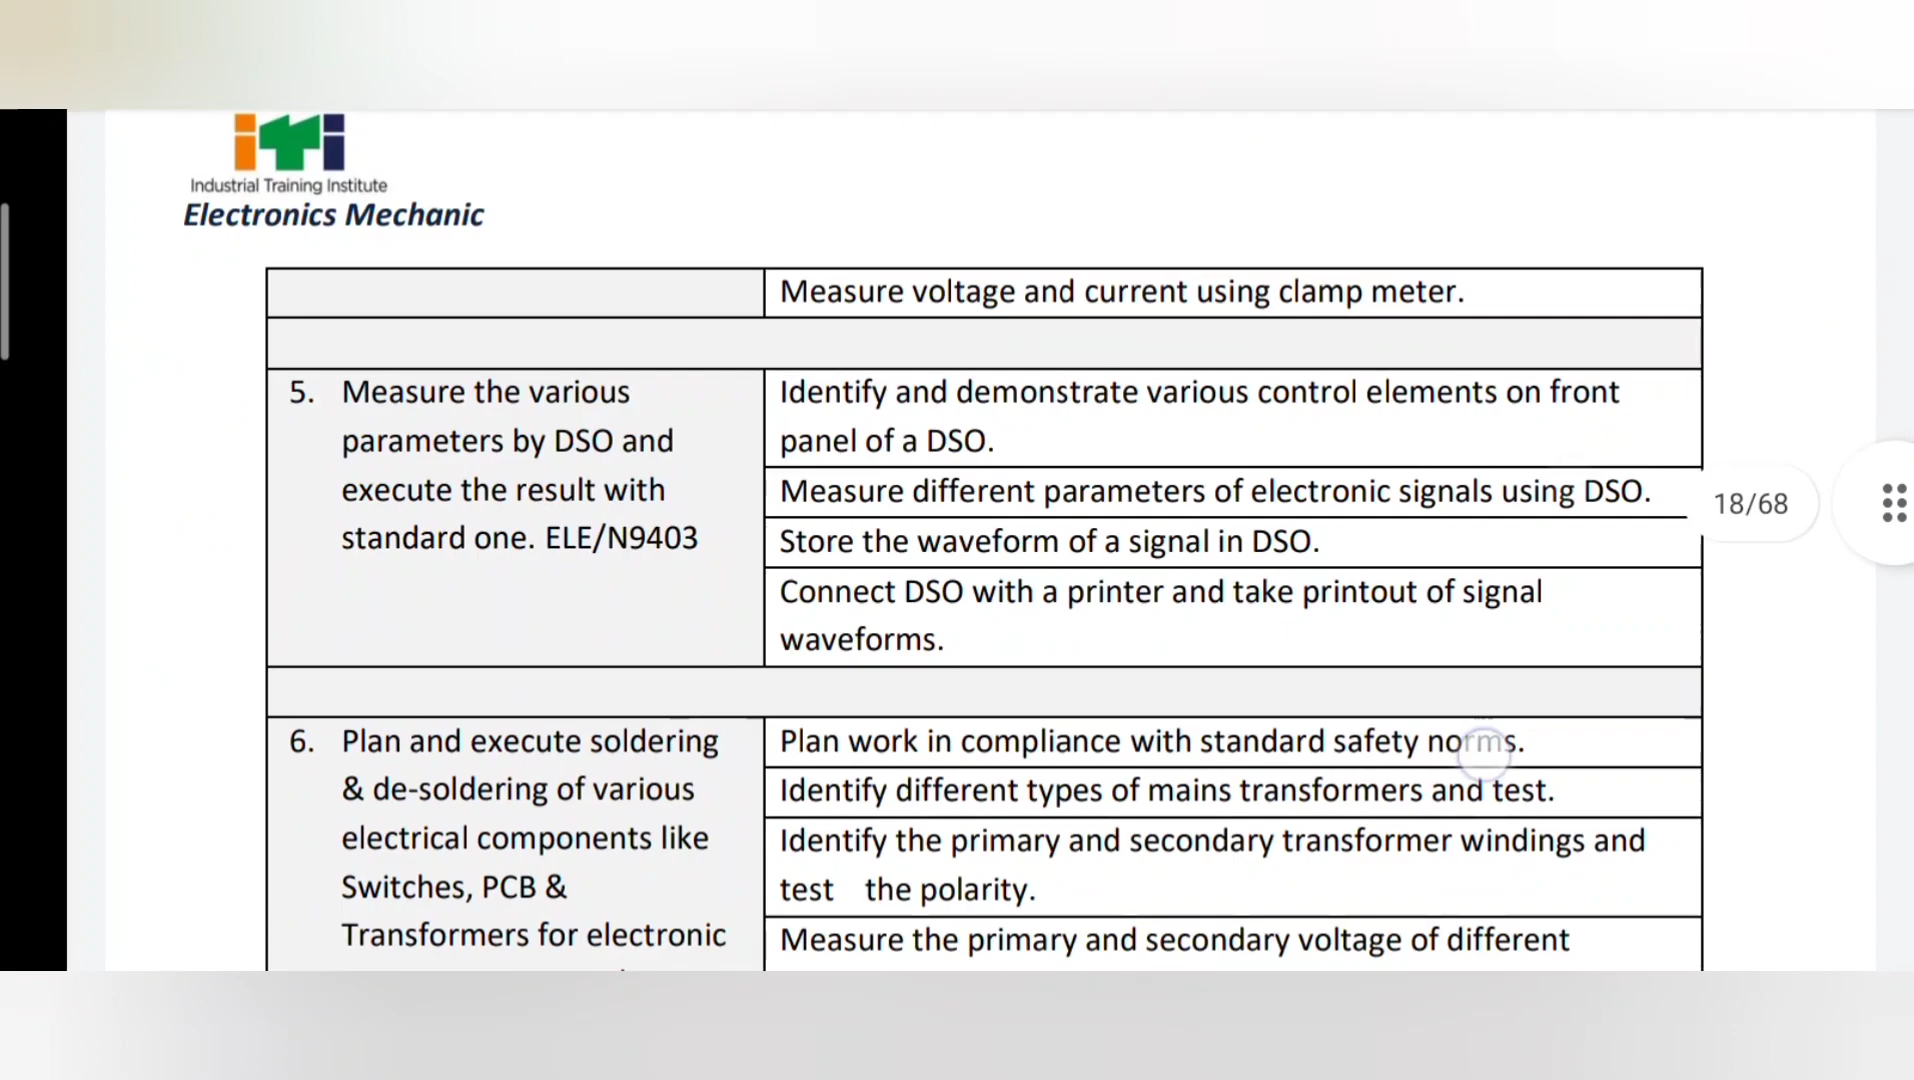 iTi
Industrial Training Institute
Electronics Mechanic
Measure voltage and current using clamp meter.
5. Measure the various
parameters by DSO and
execute the result with
standard one. ELE/N9403
Identify and demonstrate various control elements on front
panel of a DSO.
Measure different parameters of electronic signals using DSO.
Store the waveform of a signal in DSO.
Connect DSO with a printer and take printout of signal
waveforms.
18/68
6. Plan and execute soldering
& de-soldering of various
electrical components like
Switches, PCB &
Transformers for electronic
Plan work in compliance with standard safety norms.
Identify different types of mains transformers and test.
Identify the primary and secondary transformer windings and
test the polarity.
Measure the primary and secondary voltage of different